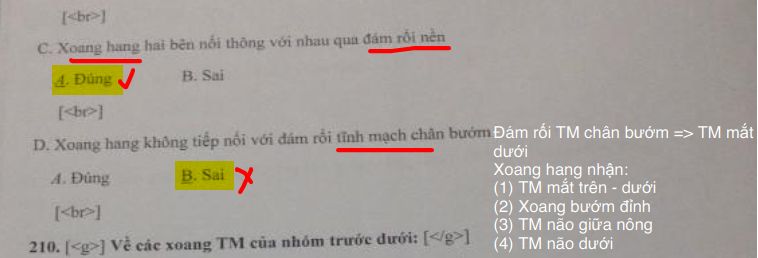 [<br>]
C. Xoang hang hai bên nối thông với nhau qua đám rối nền
A. Đúng B. Sai
[<br>]
D. Xoang hang không tiếp nối với đám rối tĩnh mạch chân bướm
A. Đúng B. Sai
[<br>]
210. [<g>] Về các xoang TM của nhóm trước dưới: [</g>]
Đám rối TM chân bướm => TM mắt
dưới
Xoang hang nhận:
(1) TM mắt trên - dưới
(2) Xoang bướm đỉnh
(3) TM não giữa nông
(4) TM não dưới